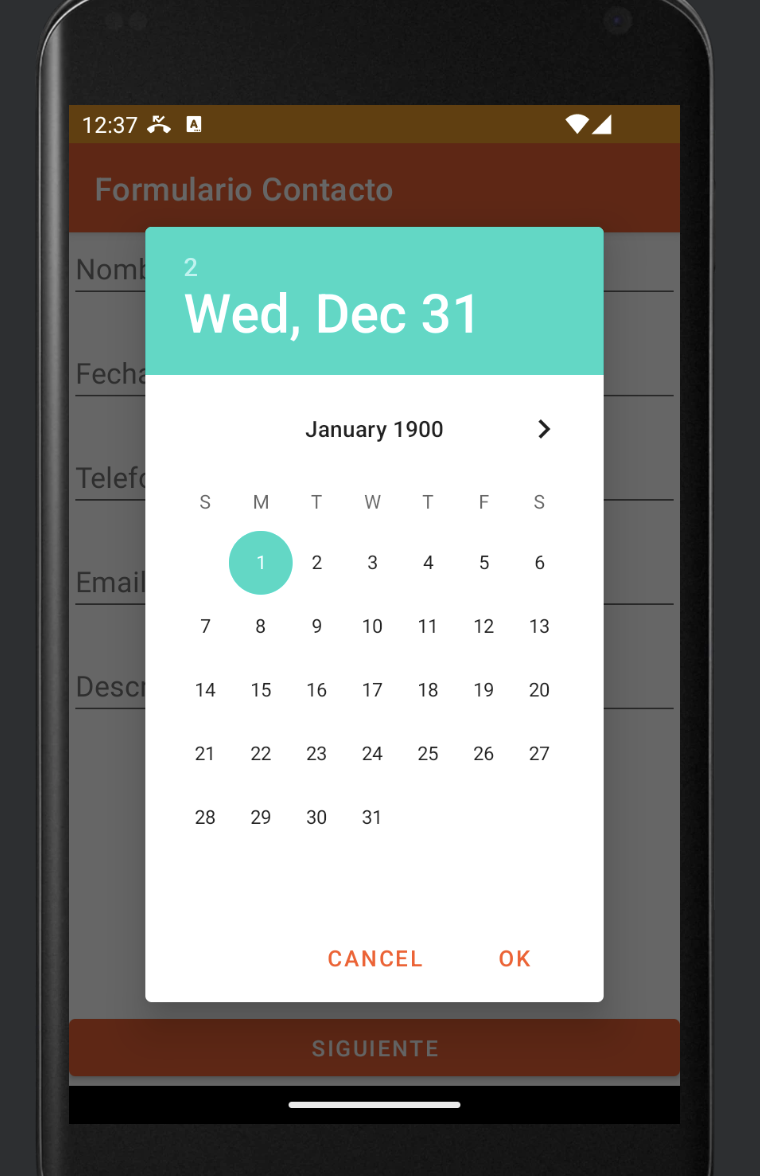 12:37
Formulario Contacto
2
Wed, Dec 31
January 1900
S M T W T F S
1 2 3 4 5 6
7 8 9 10 11 12 13
14 15 16 17 18 19 20
21 22 23 24 25 26 27
28 29 30 31
CANCEL OK
Nomb
Fecha
Telefo
Email
Descr
SIGUIENTE